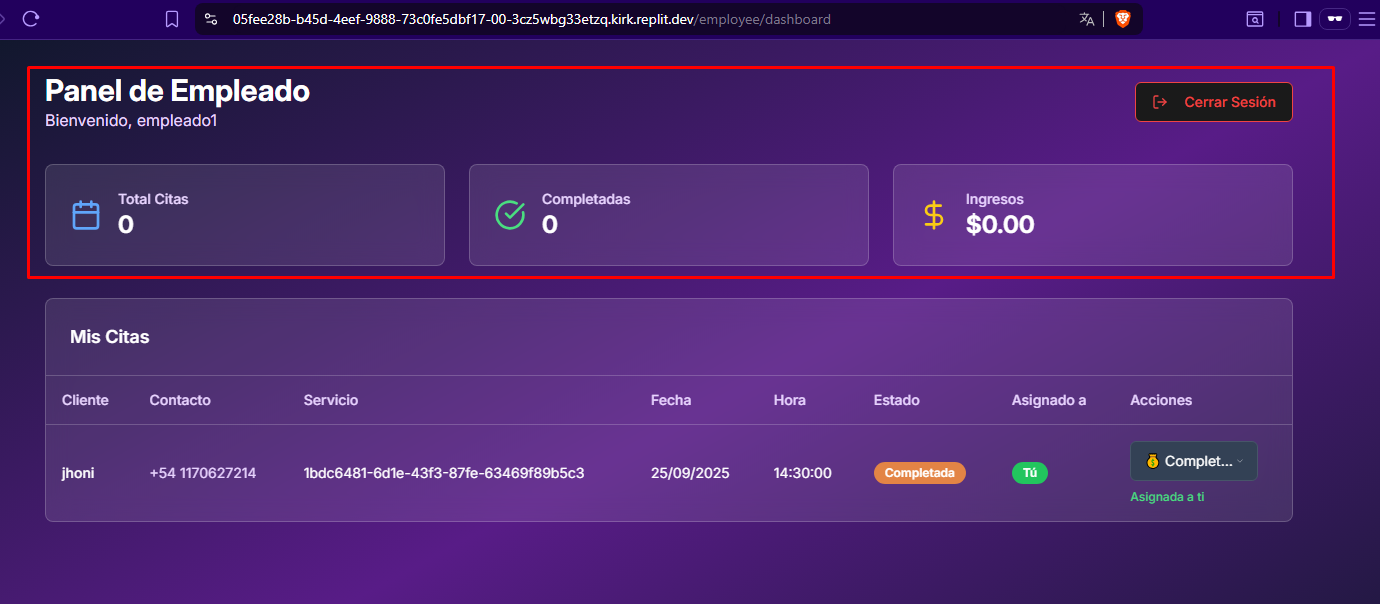 05fee28b-b45d-4eef-9888-73c0fe5dbf17-00-3cz5wbg33etzq.kirk.replit.dev/employee/dashboard
Panel de Empleado
Bienvenido, empleado1
Cerrar Sesión
Total Citas
0
Completadas
0
Ingresos
$0.00
Mis Citas
Cliente Contacto Servicio Fecha Hora Estado Asignado a Acciones
jhoni +54 1170627214 1bdc6481-6d1e-43f3-87fe-63469f89b5c3 25/09/2025 14:30:00 Completada Tú 💰 Complet...
Asignada a ti